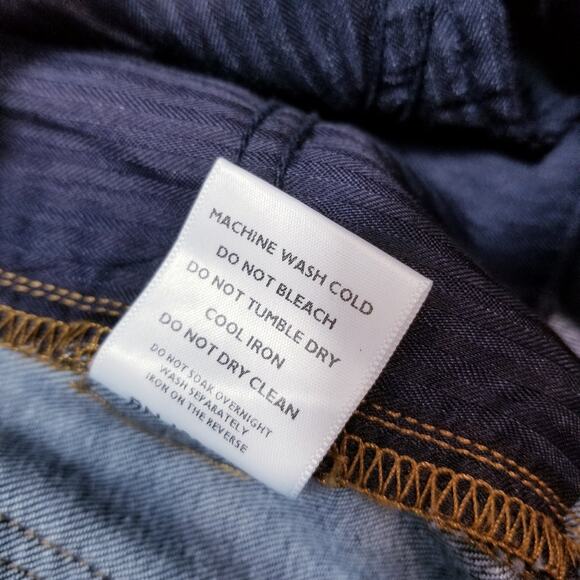 MACHINE WASH COLD
DO NOT BLEACH
DO NOT TUMBLE DRY
COOL IRON
DO NOT DRY CLEAN
DO NOT SOAK OVERNIGHT
WASH SEPARATELY
IRON ON THE REVERSE